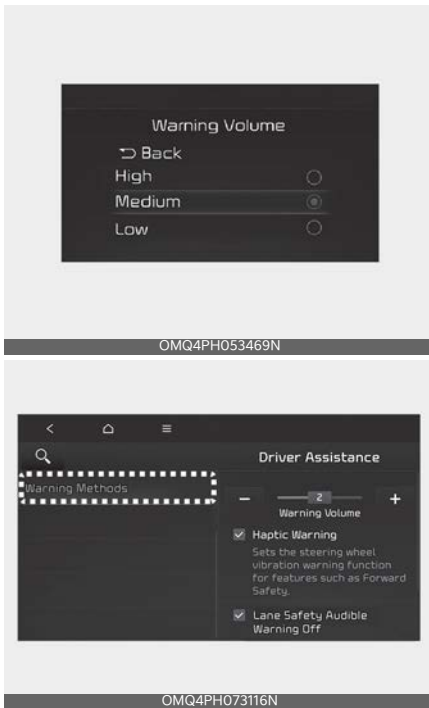 Warning Volume
Back
High
Medium
Low
OMQ4PH053469N
Driver Assistance
Warning Methods
2
Warning Volume
Haptic Warning
Sets the steering wheel
vibration warning function
for features such as Forward
Safety.
Lane Safety Audible
Warning Off
OMQ4PH073116N